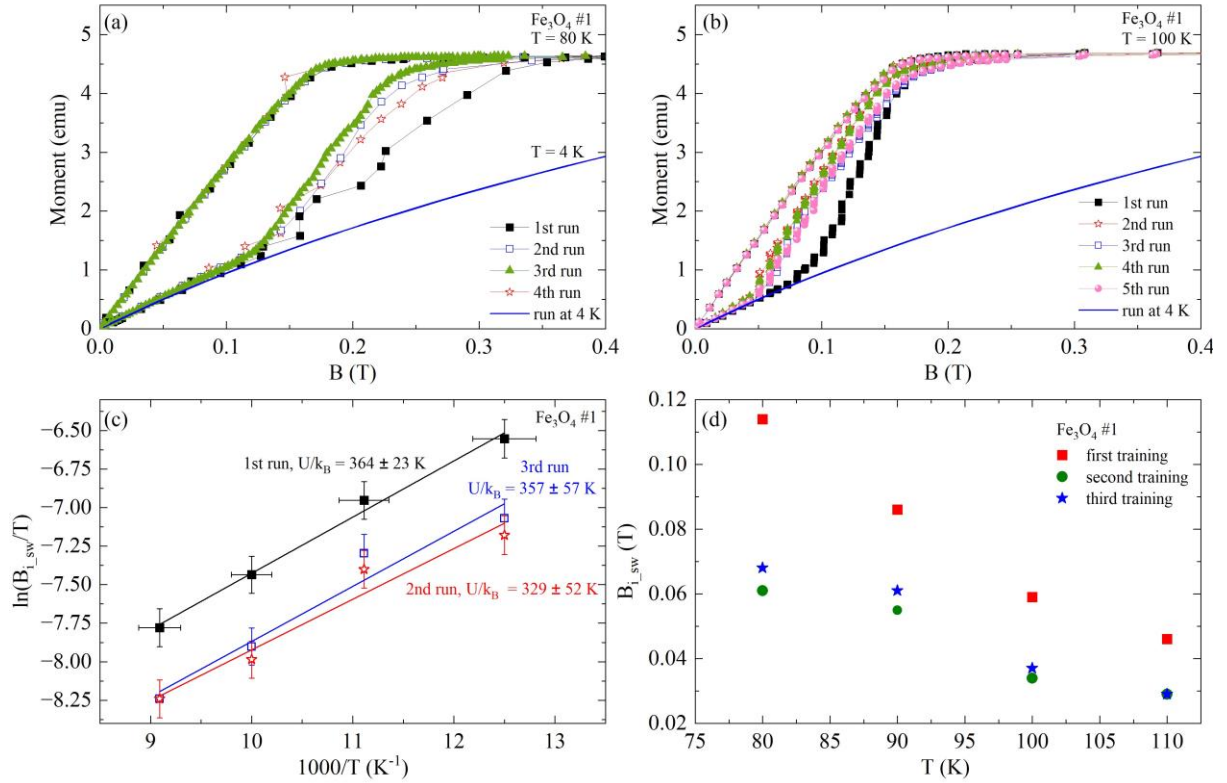 (a)
Fe₃O₄ #1
T = 80 K
T = 4 K
1st run
2nd run
3rd run
4th run
run at 4 K
Moment (emu)
5
4
3
2
1
0
0.0 0.1 0.2 0.3 0.4
B (T)
(b)
Fe₃O₄ #1
T = 100 K
1st run
2nd run
3rd run
4th run
5th run
run at 4 K
Moment (emu)
5
4
3
2
1
0
0.0 0.1 0.2 0.3 0.4
B (T)
(c)
Fe₃O₄ #1
1st run, U/k_B = 364 ± 23 K
3rd run
U/k_B = 357 ± 57 K
2nd run, U/k_B = 329 ± 52 K
ln(B_i_sw/T)
−6.50
−6.75
−7.00
−7.25
−7.50
−7.75
−8.00
−8.25
9 10 11 12 13
1000/T (K⁻¹)
(d)
Fe₃O₄ #1
first training
second training
third training
B_i_sw (T)
0.12
0.10
0.08
0.06
0.04
0.02
75 80 85 90 95 100 105 110
T (K)